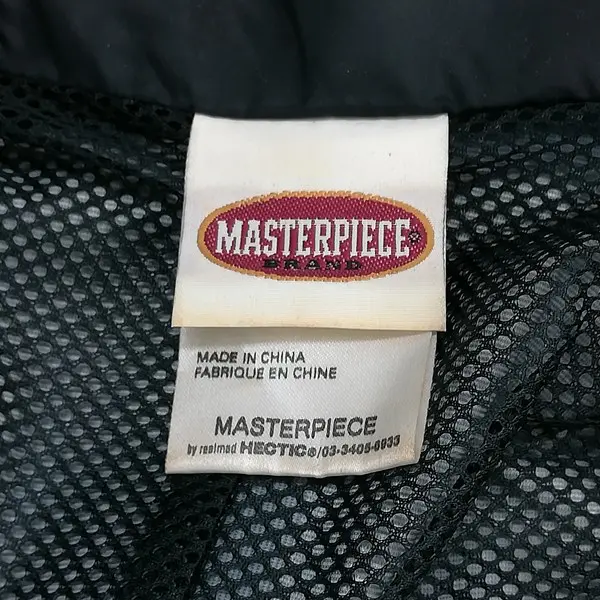 MASTERPIECE®
BRAND
MADE IN CHINA
FABRIQUE EN CHINE
MASTERPIECE
by realmad HECTIC®/03-3405-6933